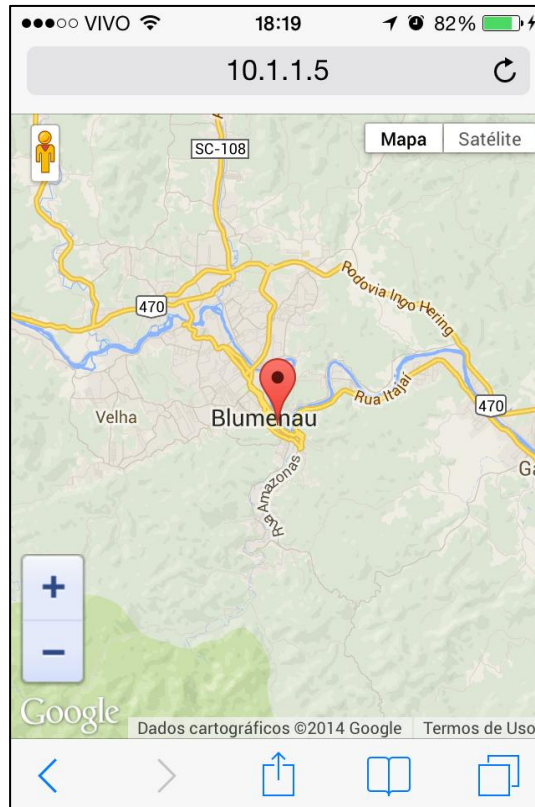 VIVO 18:19 82%
10.1.1.5
Mapa Satélite
SC-108
Rodovia Ingo Hering
470
Rua Itajaí
470
Velha
Blumenau
Ga
Rua Amazonas
+
−
Google
Dados cartográficos ©2014 Google Termos de Uso